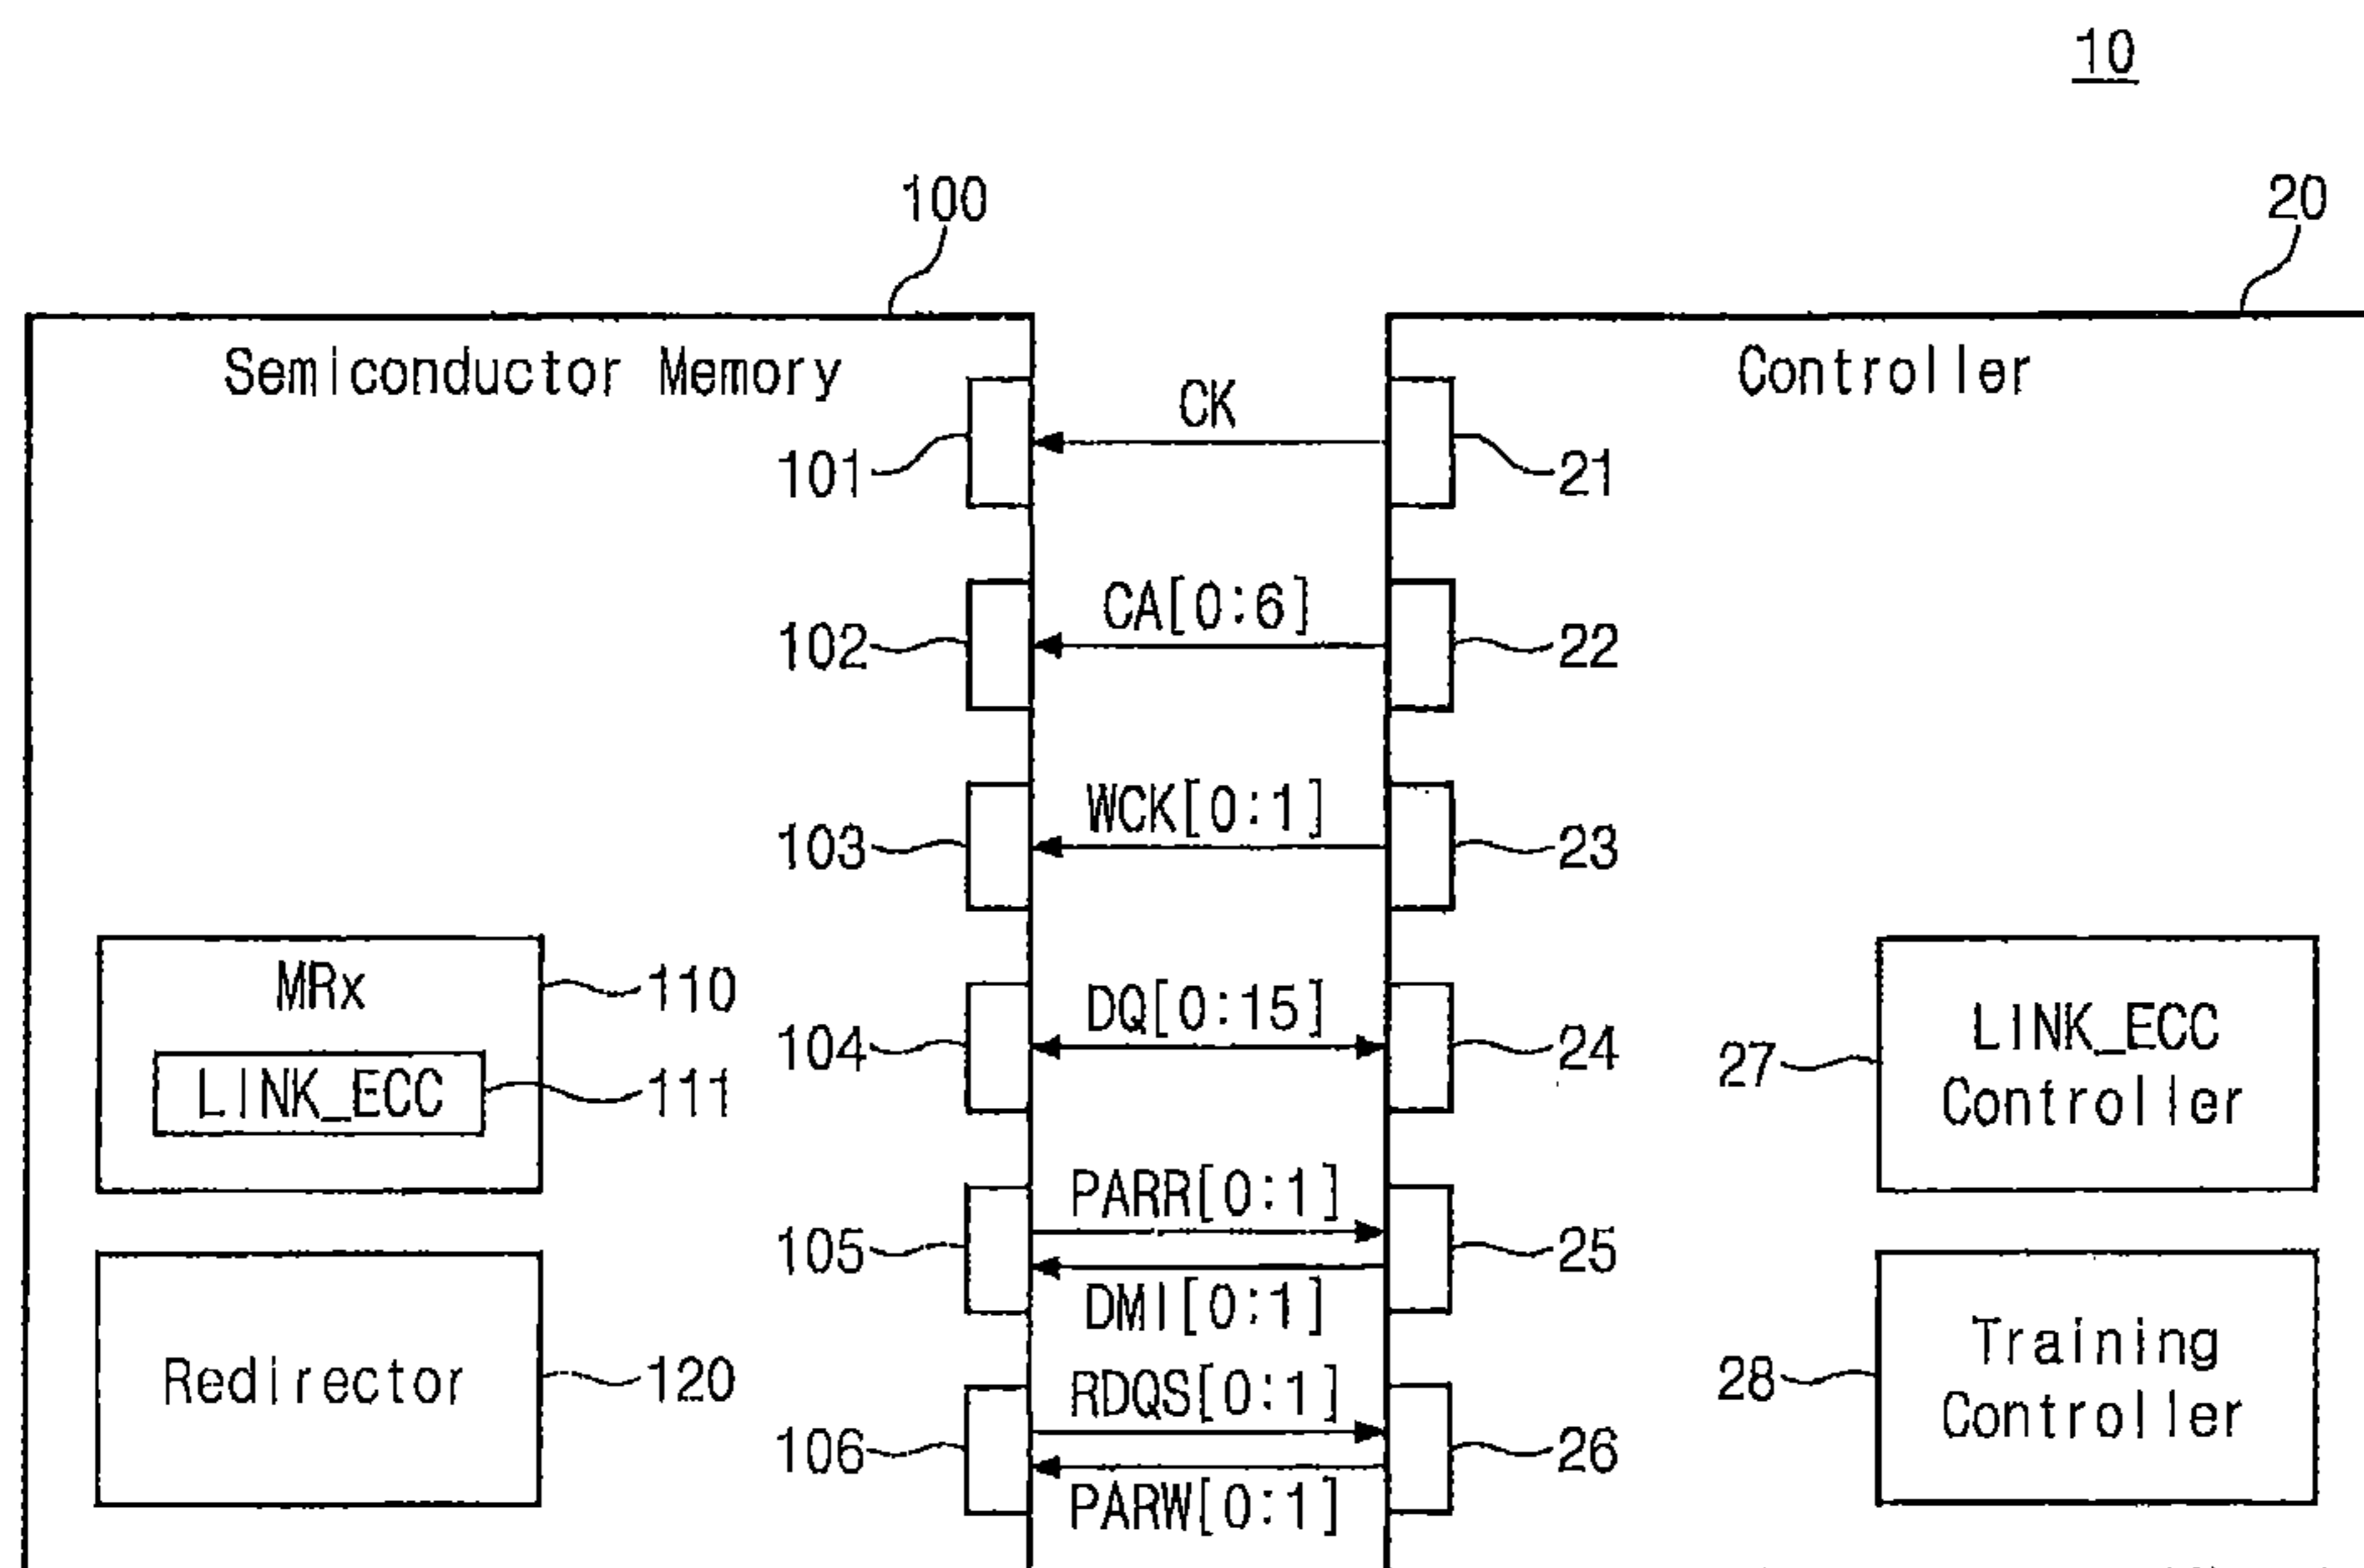 10
100
20
Semiconductor Memory
Controller
CK
101
21
CA[0:6]
102
22
WCK[0:1]
103
23
MRx
110
DQ[0:15]
104
24
LINK_ECC
Controller
27
LINK_ECC
111
PARR[0:1]
105
25
DMI[0:1]
Redirector
120
RDQS[0:1]
106
26
PARW[0:1]
Training
Controller
28